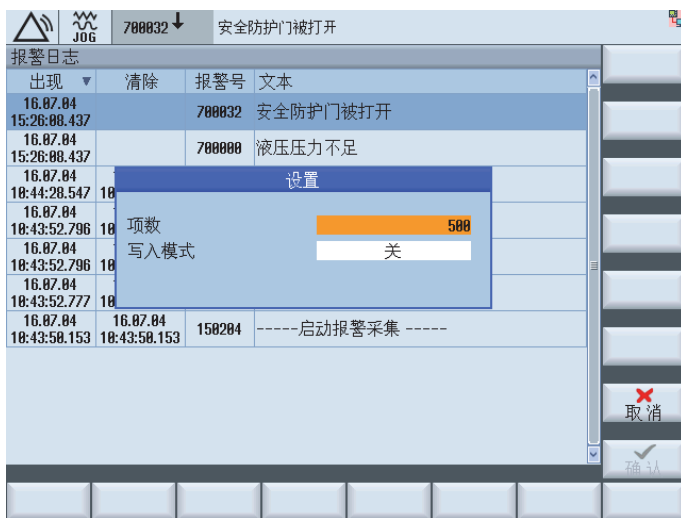 JOG
700032
安全防护门被打开
报警日志
出现 清除 报警号 文本
16.07.04
15:26:08.437
700032 安全防护门被打开
16.07.04
15:26:08.437
700000 液压压力不足
16.07.04
10:44:28.547 10
16.07.04
10:43:52.796 10
16.07.04
10:43:52.796 10
16.07.04
10:43:52.777 10
设置
项数 500
写入模式 关
16.07.04 16.07.04
10:43:50.153 10:43:50.153
150204 -----启动报警采集 -----
取消
确认